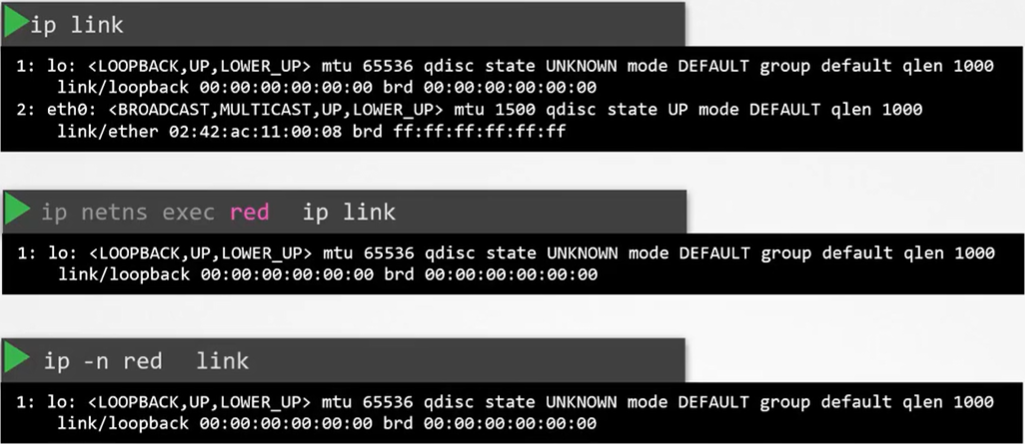 ip link
1: lo: <LOOPBACK,UP,LOWER_UP> mtu 65536 qdisc state UNKNOWN mode DEFAULT group default qlen 1000
link/loopback 00:00:00:00:00:00 brd 00:00:00:00:00:00
2: eth0: <BROADCAST,MULTICAST,UP,LOWER_UP> mtu 1500 qdisc state UP mode DEFAULT qlen 1000
link/ether 02:42:ac:11:00:08 brd ff:ff:ff:ff:ff:ff
ip netns exec red ip link
1: lo: <LOOPBACK,UP,LOWER_UP> mtu 65536 qdisc state UNKNOWN mode DEFAULT group default qlen 1000
link/loopback 00:00:00:00:00:00 brd 00:00:00:00:00:00
ip -n red link
1: lo: <LOOPBACK,UP,LOWER_UP> mtu 65536 qdisc state UNKNOWN mode DEFAULT group default qlen 1000
link/loopback 00:00:00:00:00:00 brd 00:00:00:00:00:00